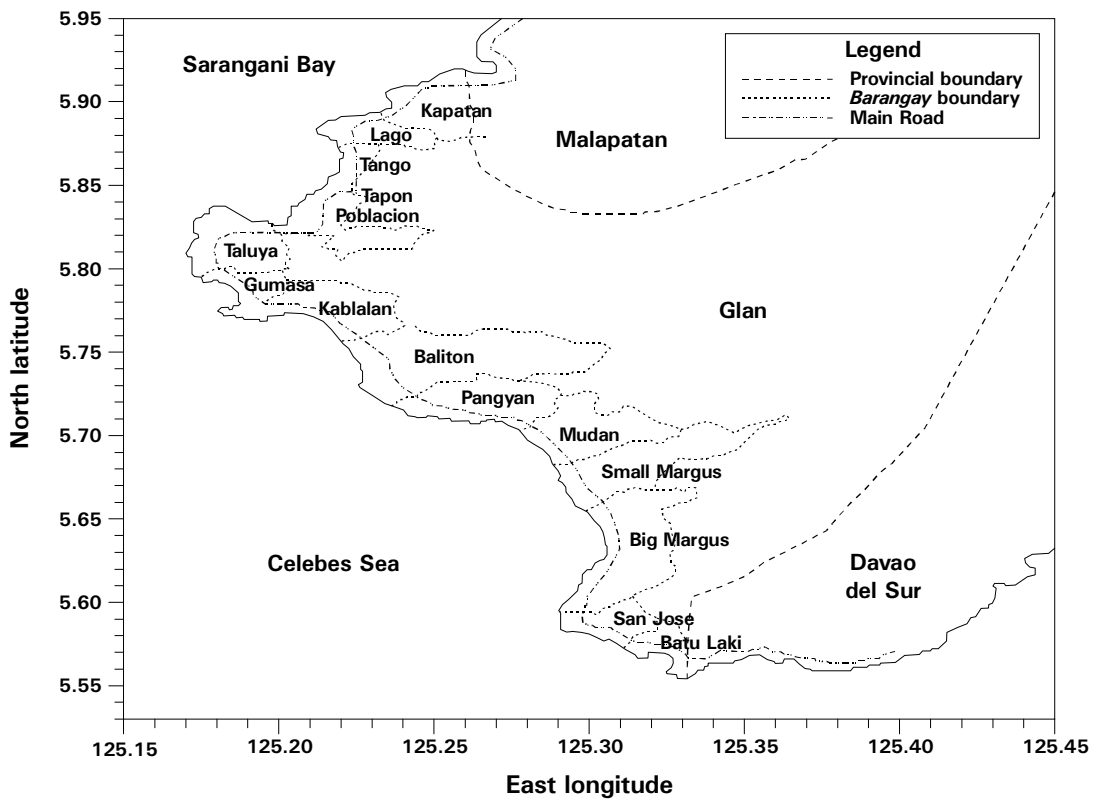 5.95
5.90
5.85
5.80
5.75
5.70
5.65
5.60
5.55
North latitude
Sarangani Bay
Legend
Provincial boundary
Barangay boundary
Main Road
Kapatan
Malapatan
Lago
Tango
Tapon
Poblacion
Taluya
Gumasa
Kablalan
Glan
Baliton
Pangyan
Mudan
Small Margus
Big Margus
Celebes Sea
Davao
del Sur
San Jose
Batu Laki
125.15
125.20
125.26
125.30
125.35
125.40
125.45
East longitude